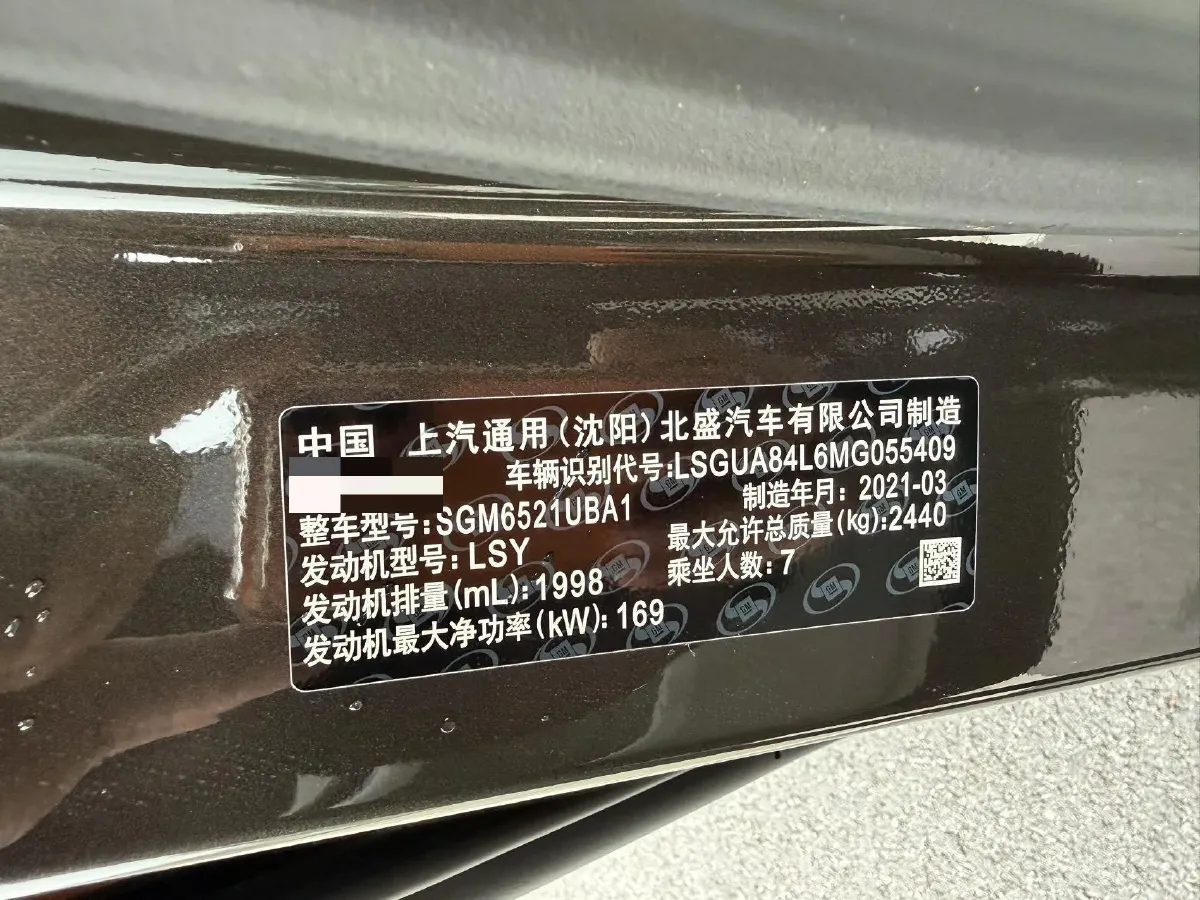 中国 上汽通用(沈阳)北盛汽车有限公司制造
车辆识别代号:LSGUA84L6MG055409
整车型号:SGM6521UBA1 制造年月: 2021-03
发动机型号: LSY 最大允许总质量(kg):2440
发动机排量(mL):1998 乘坐人数: 7
发动机最大净功率(kW): 169